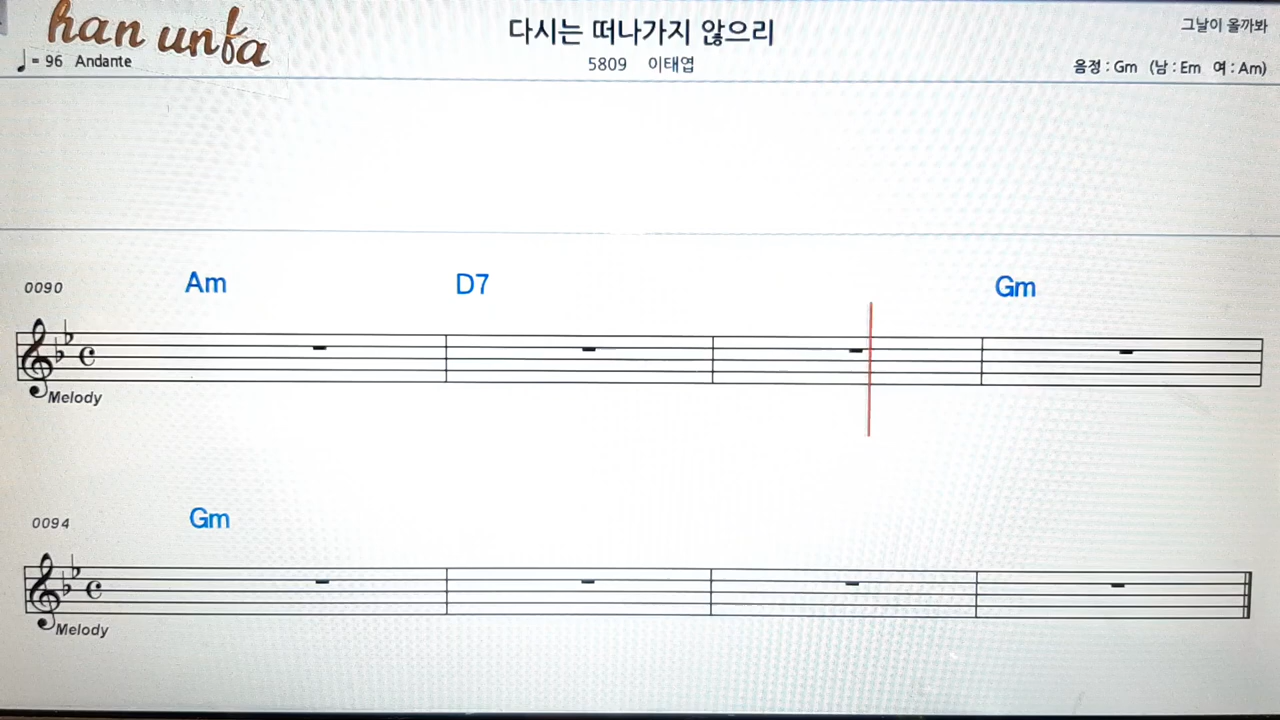 han unfa
다시는 떠나가지 않으리
그날이 올까봐
♩ = 96 Andante
5809 이태엽
음정 : Gm (남 : Em 여 : Am)
0090 Am D7 Gm
Melody
0094 Gm
Melody